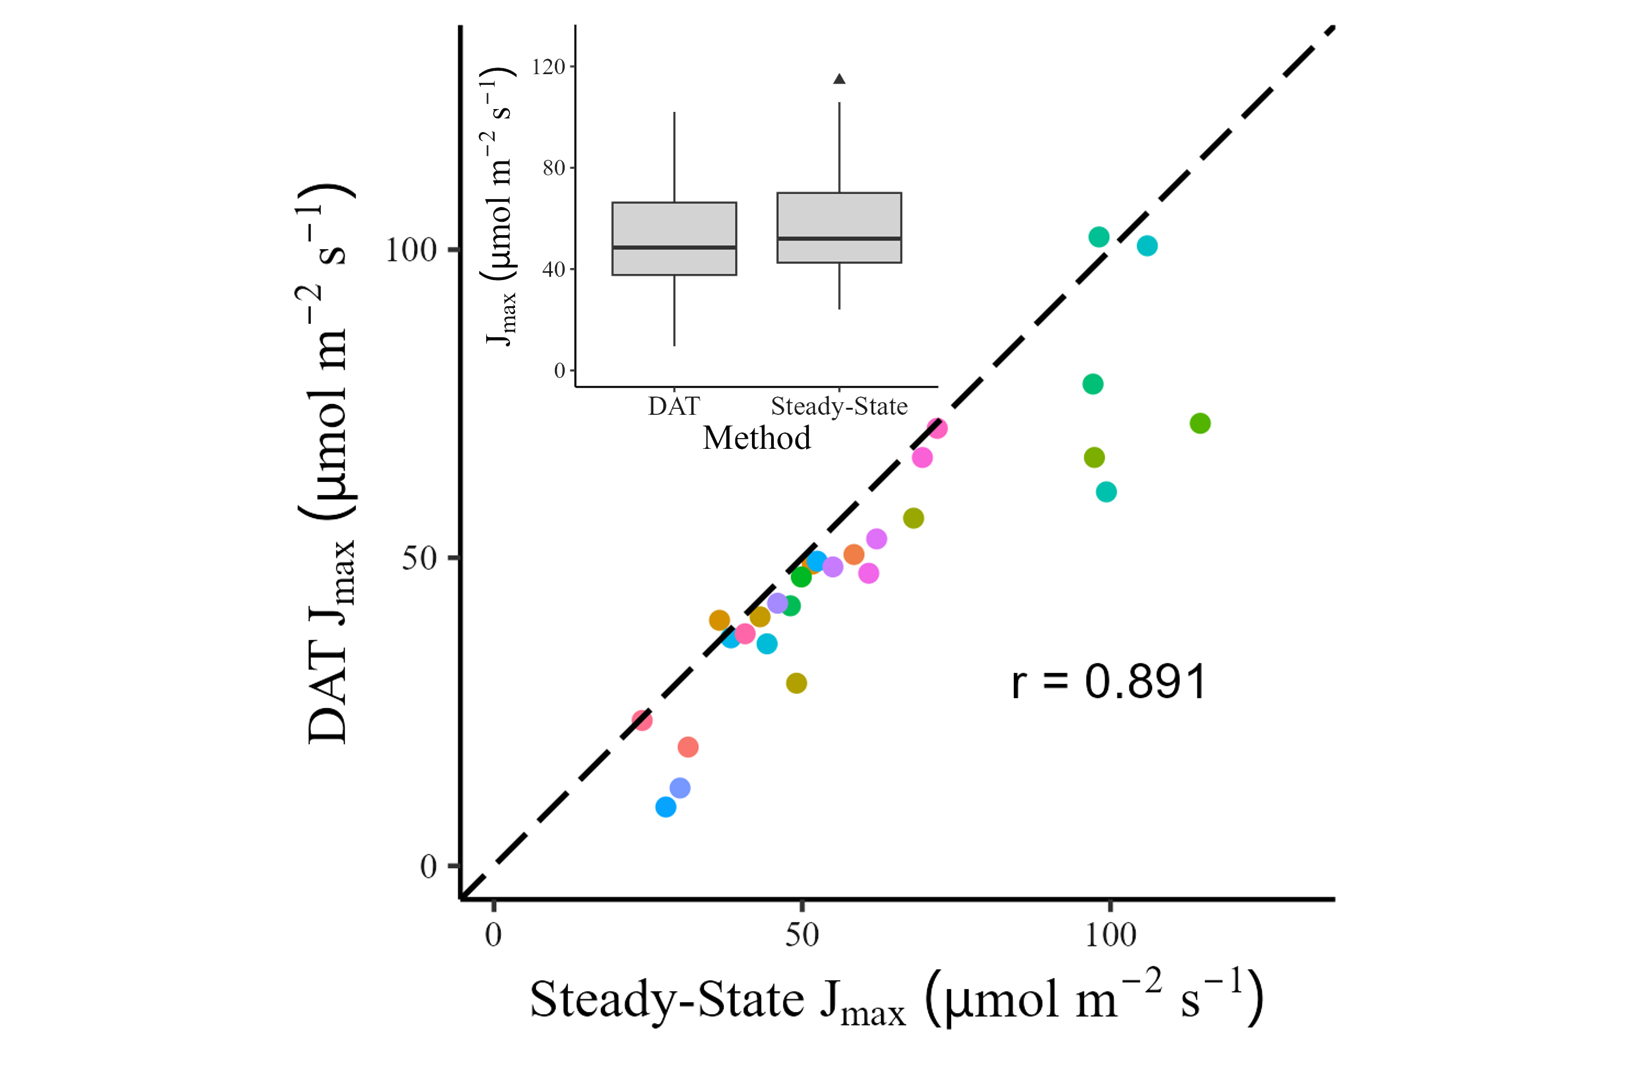 120
80
40
0
Jmax (μmol m−2 s−1)
DAT
Steady-State
Method
100
50
0
DAT Jmax (μmol m−2 s−1)
r = 0.891
0
50
100
Steady-State Jmax (μmol m−2 s−1)